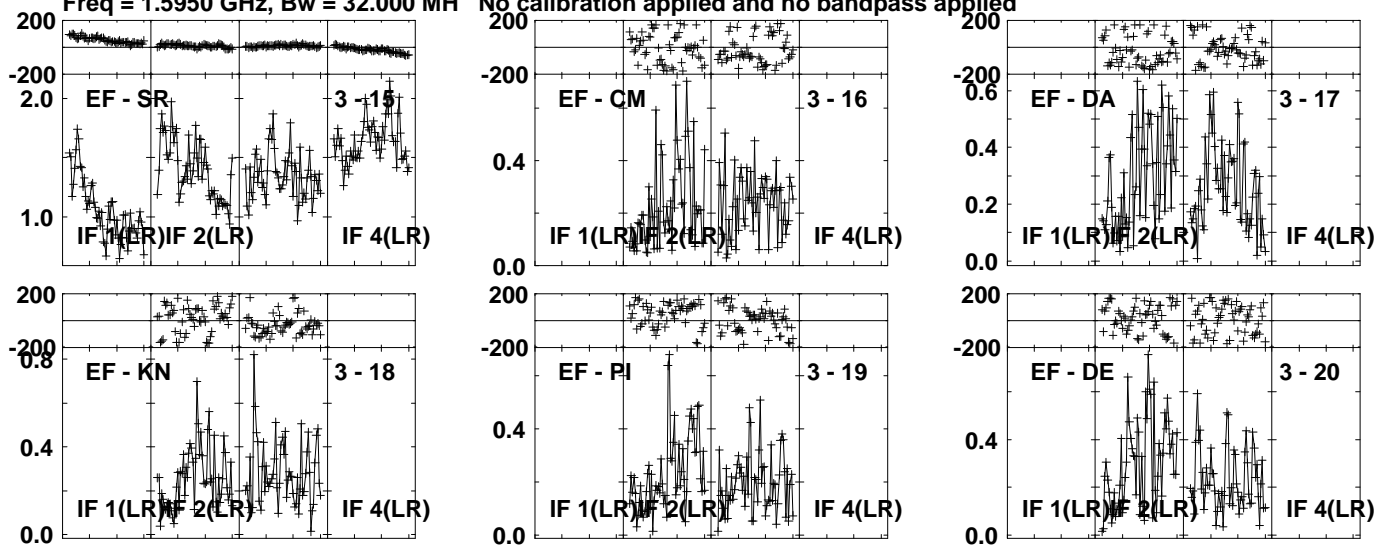 Freq = 1.5950 GHz, Bw = 32.000 MH No calibration applied and no bandpass applied
200
-200
EF - SR 3 - 15
2.0
1.0
IF 1(LR) IF 2(LR) IF 4(LR)
EF - CM 3 - 16
0.4
0.0
IF 1(LR) IF 2(LR) IF 4(LR)
200
-200
EF - DA 3 - 17
0.6
0.4
0.2
0.0
IF 1(LR) IF 2(LR) IF 4(LR)
200
-200
EF - KN 3 - 18
0.8
0.4
0.0
IF 1(LR) IF 2(LR) IF 4(LR)
200
-200
EF - PI 3 - 19
0.4
0.0
IF 1(LR) IF 2(LR) IF 4(LR)
200
-200
EF - DE 3 - 20
0.4
0.0
IF 1(LR) IF 2(LR) IF 4(LR)